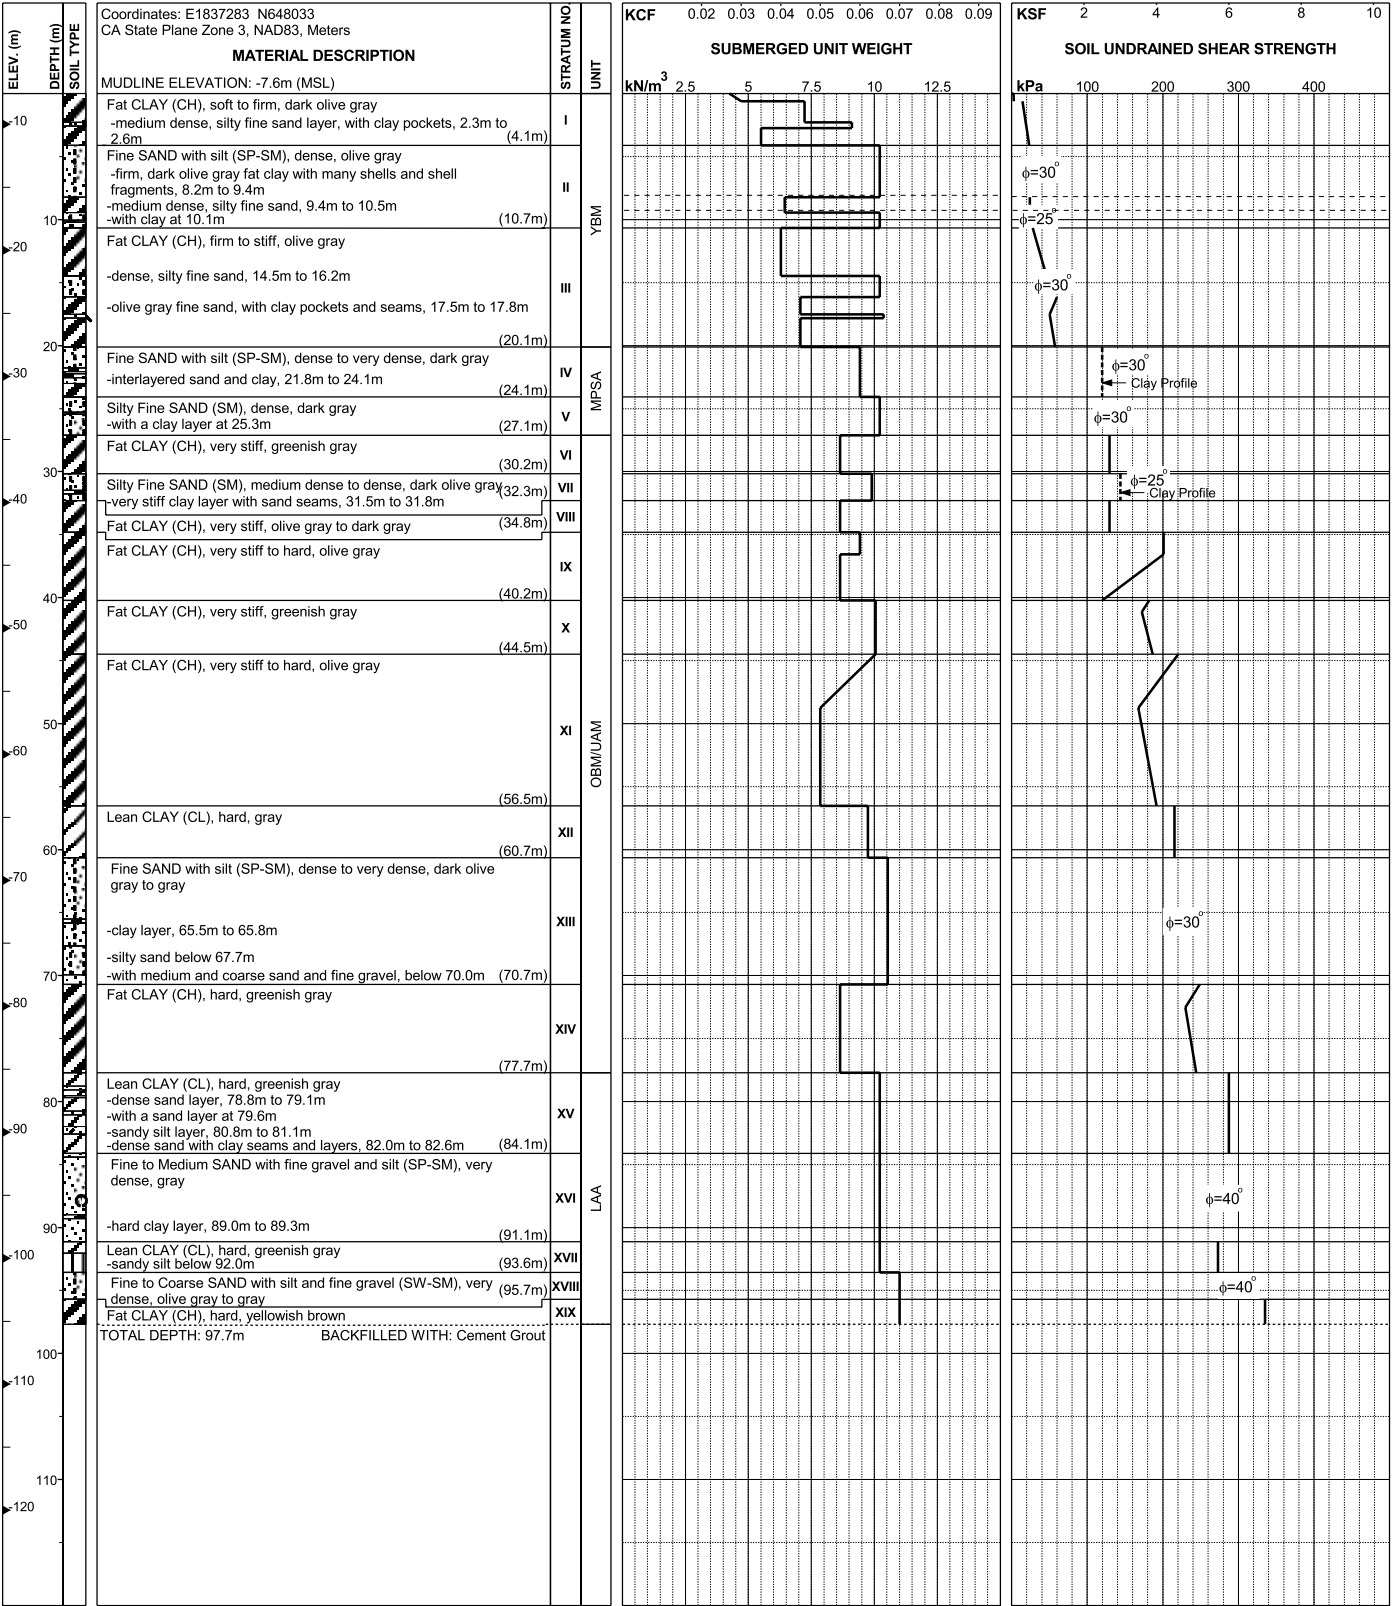 ELEV. (m)
DEPTH (m)
SOIL TYPE
Coordinates: E1837283 N648033
CA State Plane Zone 3, NAD83, Meters
MATERIAL DESCRIPTION
MUDLINE ELEVATION: -7.6m (MSL)
STRATUM NO.
UNIT
KCF 0.02 0.03 0.04 0.05 0.06 0.07 0.08 0.09
SUBMERGED UNIT WEIGHT
kN/m3 2.5 5 7.5 10 12.5
KSF 2 4 6 8 10
SOIL UNDRAINED SHEAR STRENGTH
kPa 100 200 300 400
-10
-20
-30
-40
-50
-60
-70
-80
-90
-100
-110
-120
10
20
30
40
50
60
70
80
90
100
110
Fat CLAY (CH), soft to firm, dark olive gray
-medium dense, silty fine sand layer, with clay pockets, 2.3m to
2.6m (4.1m)
I
Fine SAND with silt (SP-SM), dense, olive gray
-firm, dark olive gray fat clay with many shells and shell
fragments, 8.2m to 9.4m
-medium dense, silty fine sand, 9.4m to 10.5m
-with clay at 10.1m (10.7m)
II
Fat CLAY (CH), firm to stiff, olive gray
-dense, silty fine sand, 14.5m to 16.2m
-olive gray fine sand, with clay pockets and seams, 17.5m to 17.8m
(20.1m)
III
YBM
Fine SAND with silt (SP-SM), dense to very dense, dark gray
-interlayered sand and clay, 21.8m to 24.1m
(24.1m)
IV
Silty Fine SAND (SM), dense, dark gray
-with a clay layer at 25.3m (27.1m)
V
MPSA
Fat CLAY (CH), very stiff, greenish gray
(30.2m)
VI
Silty Fine SAND (SM), medium dense to dense, dark olive gray (32.3m)
-very stiff clay layer with sand seams, 31.5m to 31.8m
VII
Fat CLAY (CH), very stiff, olive gray to dark gray (34.8m)
VIII
Fat CLAY (CH), very stiff to hard, olive gray
(40.2m)
IX
Fat CLAY (CH), very stiff, greenish gray
(44.5m)
X
Fat CLAY (CH), very stiff to hard, olive gray
(56.5m)
XI
OBM/UAM
Lean CLAY (CL), hard, gray
(60.7m)
XII
Fine SAND with silt (SP-SM), dense to very dense, dark olive
gray to gray
-clay layer, 65.5m to 65.8m
-silty sand below 67.7m
-with medium and coarse sand and fine gravel, below 70.0m (70.7m)
XIII
Fat CLAY (CH), hard, greenish gray
(77.7m)
XIV
Lean CLAY (CL), hard, greenish gray
-dense sand layer, 78.8m to 79.1m
-with a sand layer at 79.6m
-sandy silt layer, 80.8m to 81.1m
-dense sand with clay seams and layers, 82.0m to 82.6m (84.1m)
XV
Fine to Medium SAND with fine gravel and silt (SP-SM), very
dense, gray
-hard clay layer, 89.0m to 89.3m
(91.1m)
XVI
LAA
Lean CLAY (CL), hard, greenish gray
-sandy silt below 92.0m (93.6m)
XVII
Fine to Coarse SAND with silt and fine gravel (SW-SM), very (95.7m)
dense, olive gray to gray
XVIII
Fat CLAY (CH), hard, yellowish brown
XIX
TOTAL DEPTH: 97.7m BACKFILLED WITH: Cement Grout
ϕ=30°
ϕ=25°
ϕ=30°
ϕ=30°
Clay Profile
ϕ=30°
ϕ=25°
Clay Profile
ϕ=30°
ϕ=40°
ϕ=40°